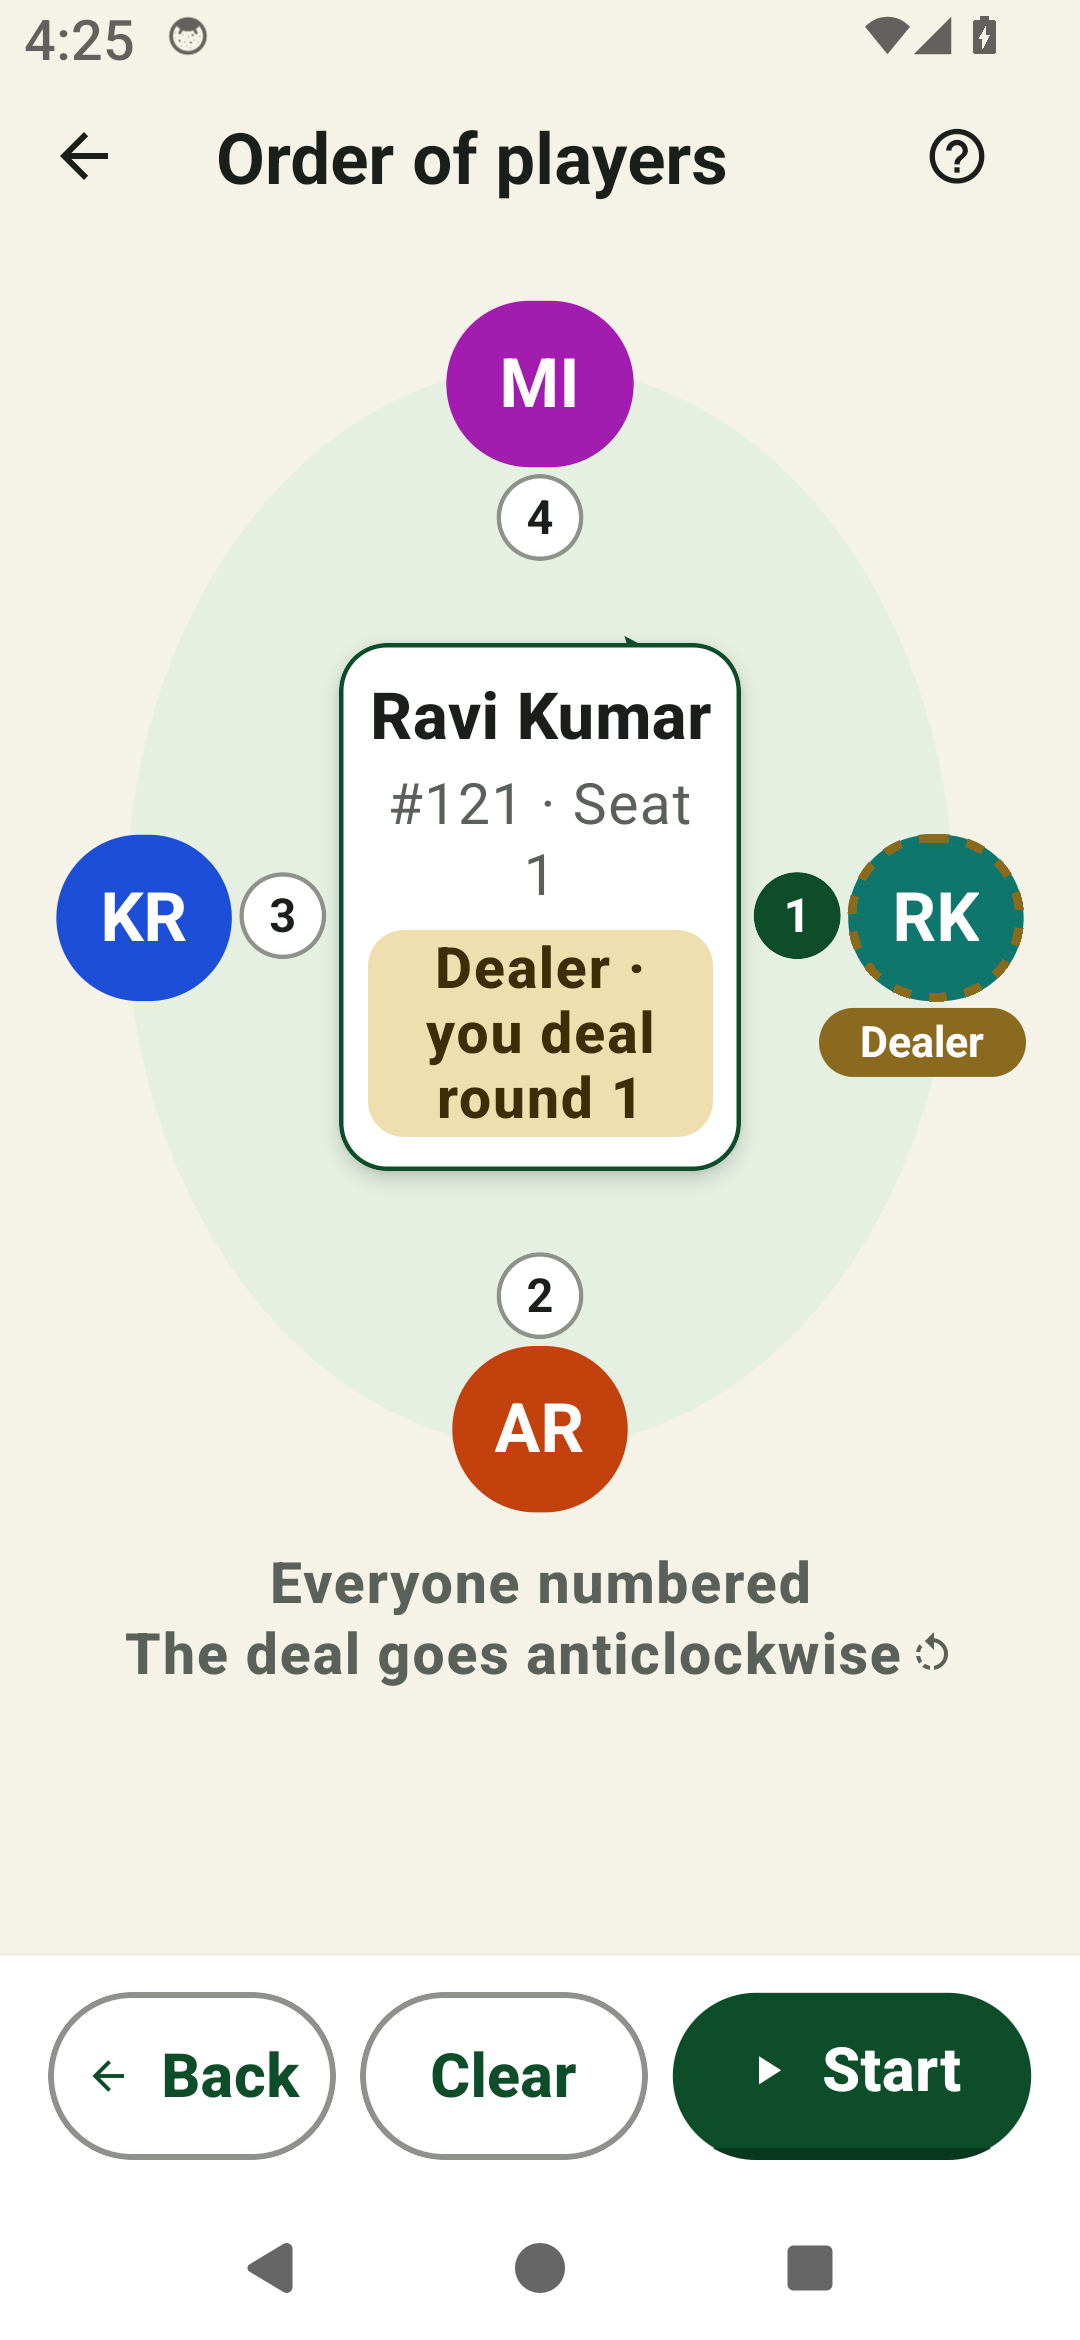 4:25
Order of players
MI
4
Ravi Kumar
#121 · Seat
1
Dealer ·
you deal
round 1
KR
3
1
RK
Dealer
2
AR
Everyone numbered
The deal goes anticlockwise
Back
Clear
Start